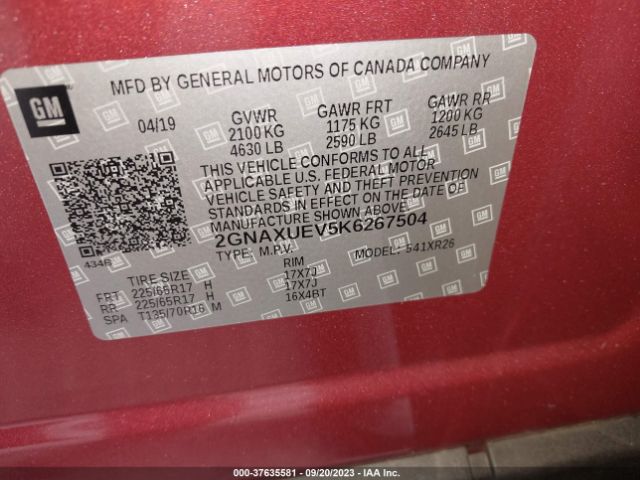 GM
MFD BY GENERAL MOTORS OF CANADA COMPANY
04/19
GVWR
2100 KG
4630 LB
GAWR FRT
1175 KG
2590 LB
GAWR RR
1200 KG
2645 LB
THIS VEHICLE CONFORMS TO ALL
APPLICABLE U.S. FEDERAL MOTOR
VEHICLE SAFETY AND THEFT PREVENTION
STANDARDS IN EFFECT ON THE DATE OF
MANUFACTURE SHOWN ABOVE.
2GNAXUEV5K6267504
TYPE: M.P.V. MODEL: 541XR26
TIRE SIZE RIM
FRT 225/65R17 H 17X7J
RR 225/65R17 H 17X7J
SPA T135/70R16 M 16X4BT
000-37635581 • 09/20/2023 • IAA Inc.